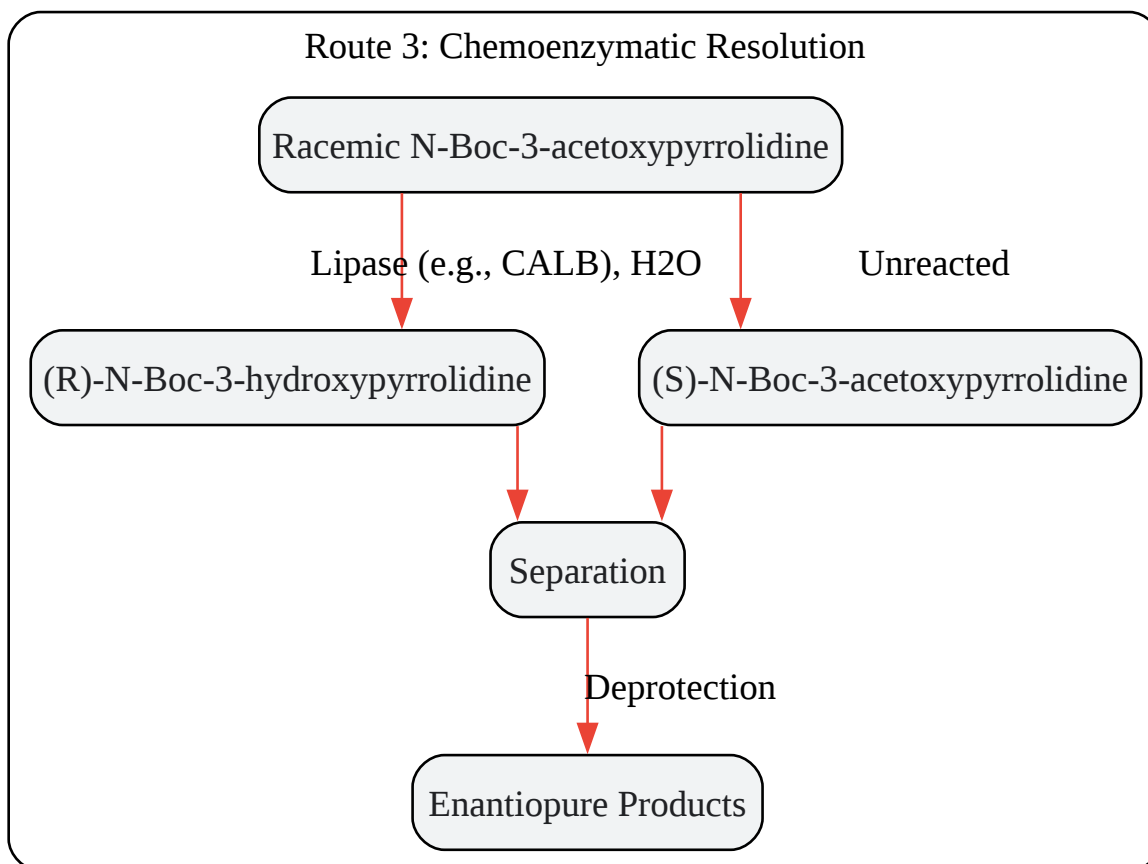 Route 3: Chemoenzymatic Resolution
Racemic N-Boc-3-acetoxypyrrolidine
Lipase (e.g., CALB), H2O
Unreacted
(R)-N-Boc-3-hydroxypyrrolidine
(S)-N-Boc-3-acetoxypyrrolidine
Separation
Deprotection
Enantiopure Products